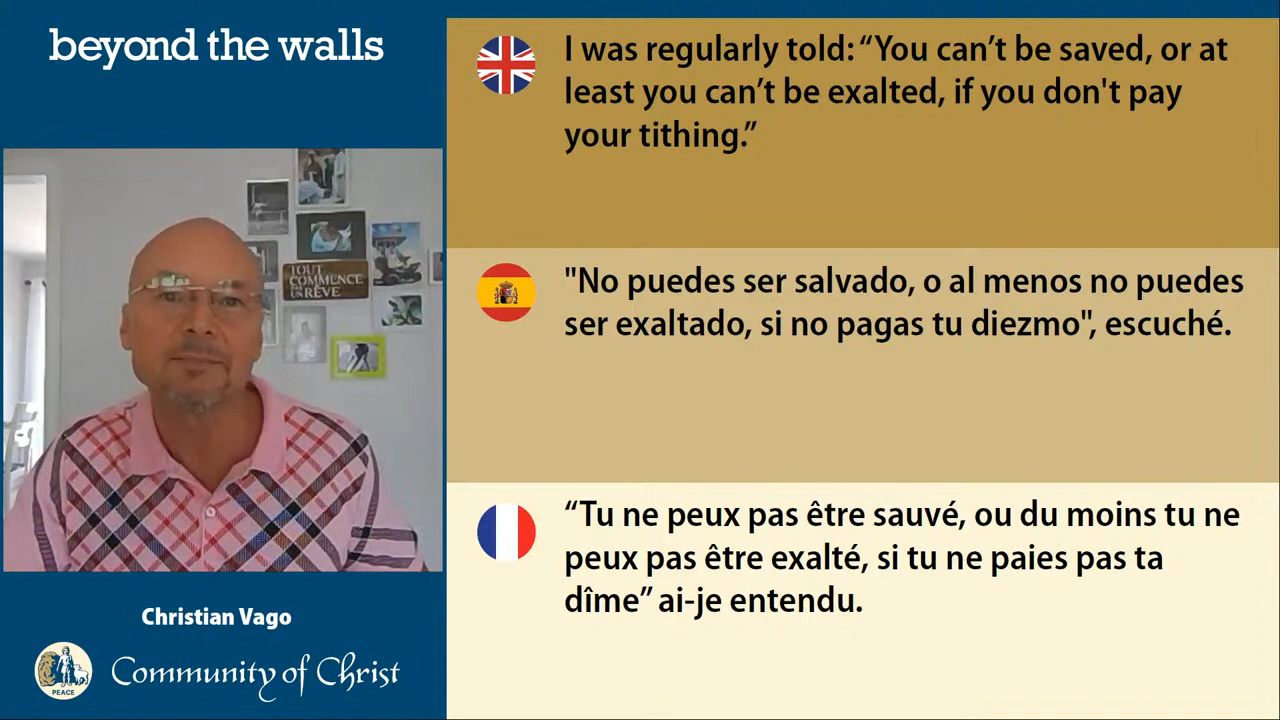 beyond the walls
I was regularly told: “You can’t be saved, or at
least you can’t be exalted, if you don't pay
your tithing.”
TOUT
COMMENCE
PAR
UN RÊVE
"No puedes ser salvado, o al menos no puedes
ser exaltado, si no pagas tu diezmo", escuché.
“Tu ne peux pas être sauvé, ou du moins tu ne
peux pas être exalté, si tu ne paies pas ta
dîme” ai-je entendu.
Christian Vago
PEACE
Community of Christ